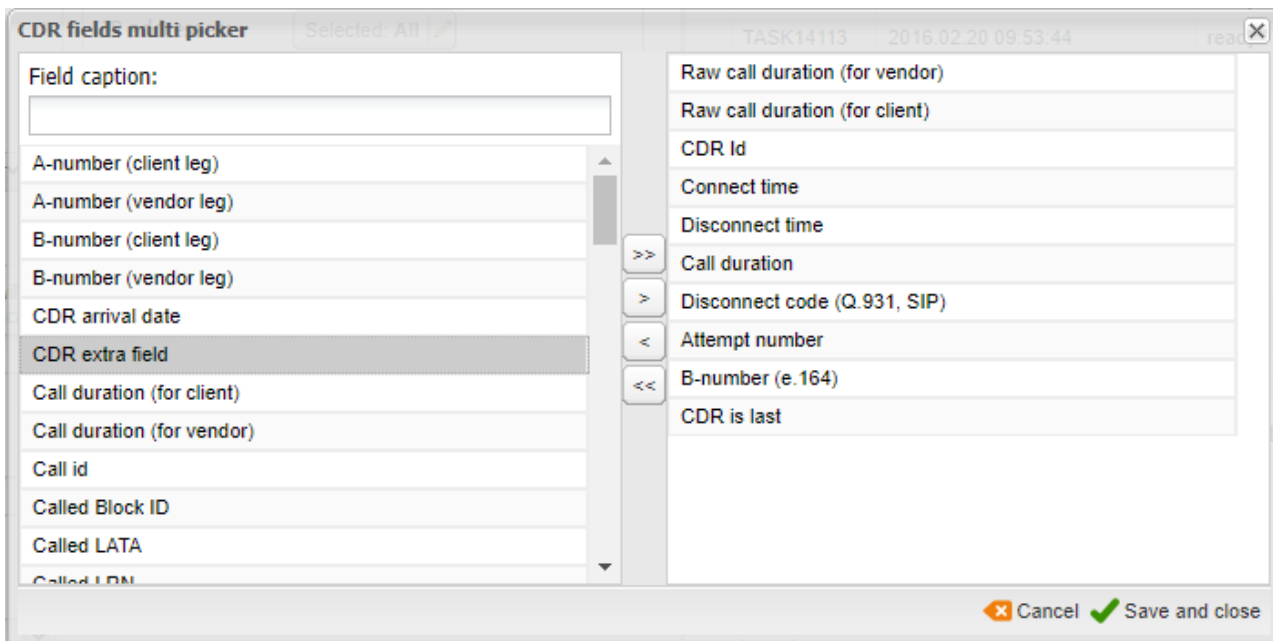 CDR fields multi picker
Selected: All
TASK14113 2016.02.20 09:53:44
Field caption:
A-number (client leg)
A-number (vendor leg)
B-number (client leg)
B-number (vendor leg)
CDR arrival date
CDR extra field
Call duration (for client)
Call duration (for vendor)
Call id
Called Block ID
Called LATA
Called LRN
>>
>
<
<<
Raw call duration (for vendor)
Raw call duration (for client)
CDR Id
Connect time
Disconnect time
Call duration
Disconnect code (Q.931, SIP)
Attempt number
B-number (e.164)
CDR is last
Cancel
Save and close